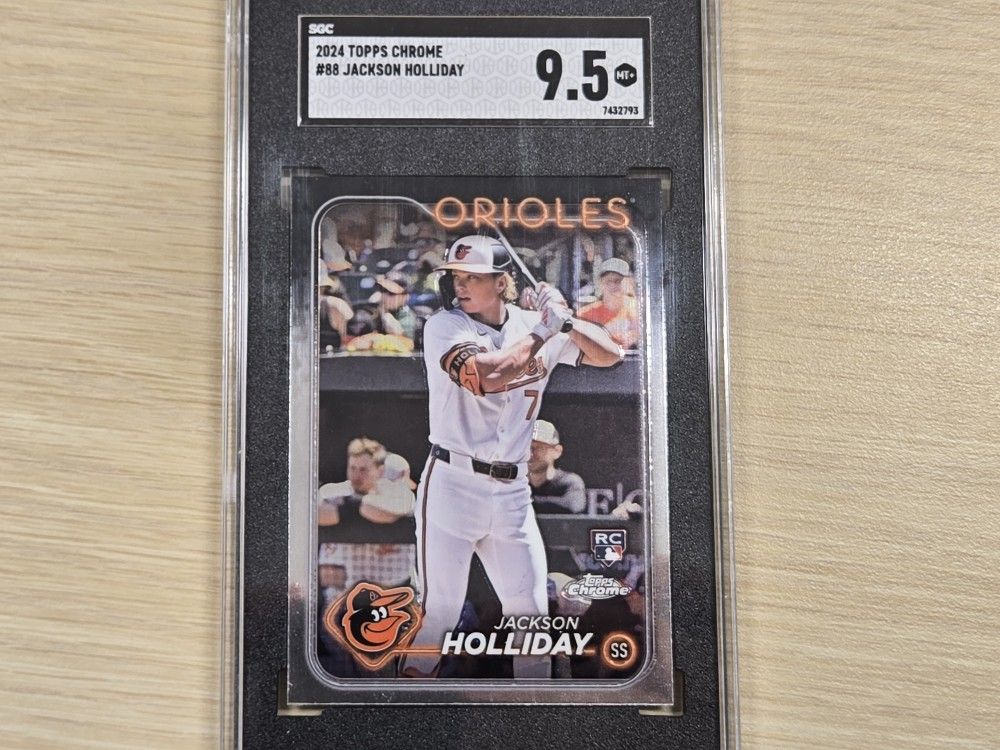 SGC
2024 TOPPS CHROME
#88 JACKSON HOLLIDAY
9.5
MT+
7432793
ORIOLES
7
RC
Topps
Chrome
JACKSON
HOLLIDAY
SS